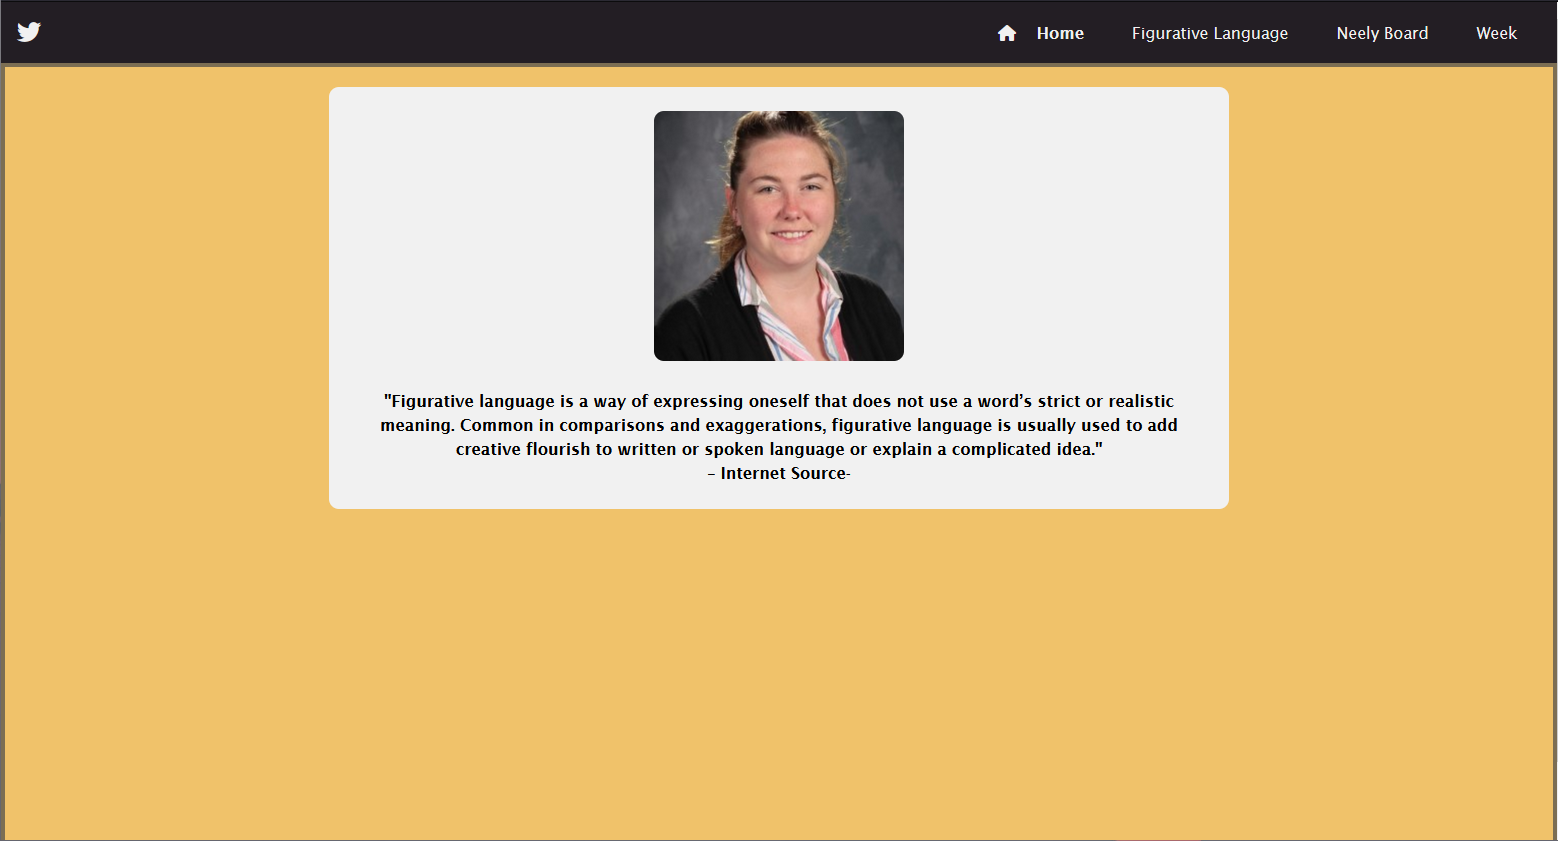 Home Figurative Language Neely Board Week
"Figurative language is a way of expressing oneself that does not use a word’s strict or realistic
meaning. Common in comparisons and exaggerations, figurative language is usually used to add
creative flourish to written or spoken language or explain a complicated idea."
– Internet Source-